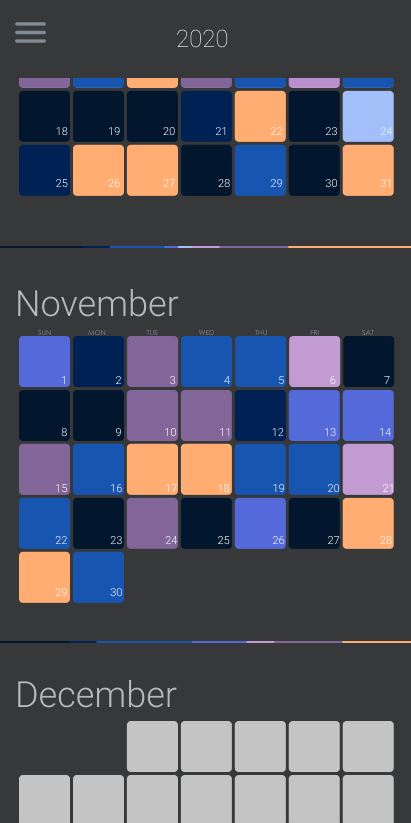 2020
18 19 20 21 22 23 24
25 26 27 28 29 30 31
November
SUN MON TUE WED THU FRI SAT
1 2 3 4 5 6 7
8 9 10 11 12 13 14
15 16 17 18 19 20 21
22 23 24 25 26 27 28
29 30
December